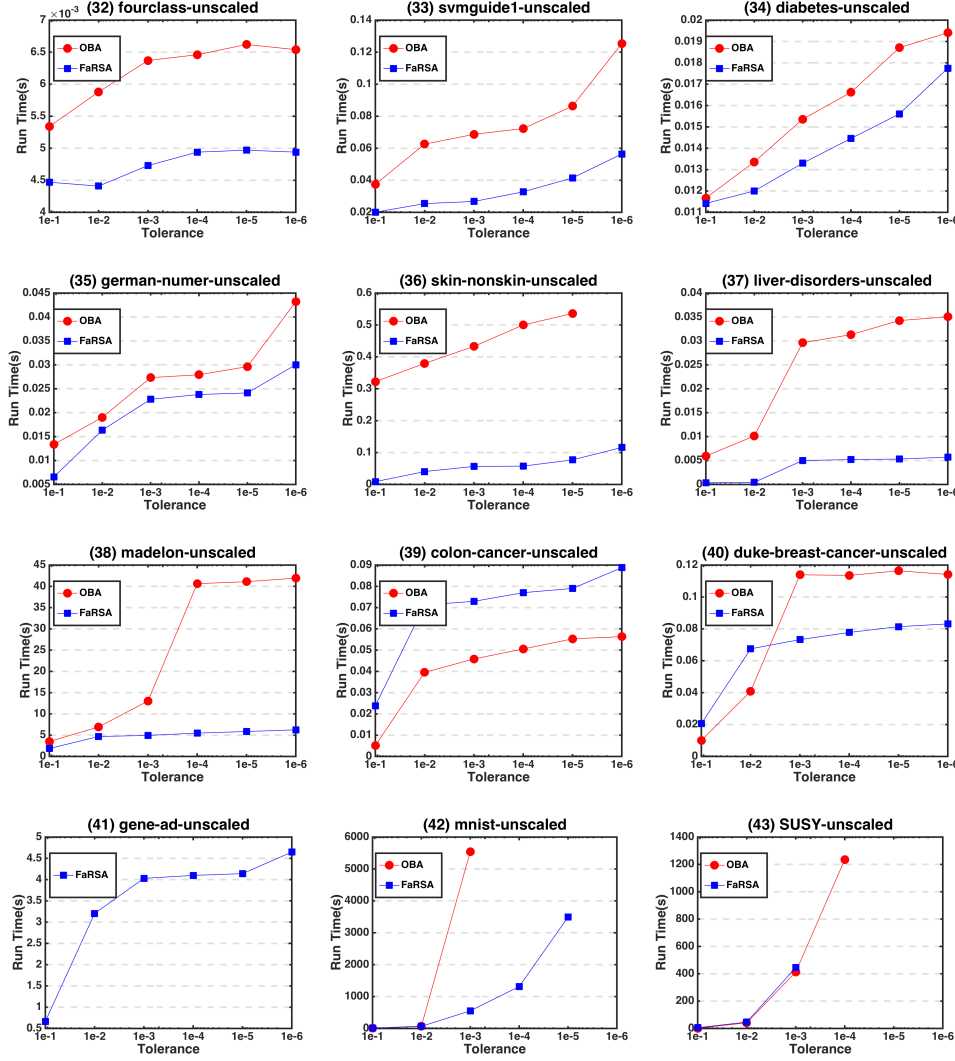 (32) fourclass-unscaled
7 ×10⁻³
6.5
6
5.5
5
4.5
4
Run Time(s)
OBA
FaRSA
1e-1 1e-2 1e-3 1e-4 1e-5 1e-6
Tolerance
(33) svmguide1-unscaled
0.14
0.12
0.1
0.08
0.06
0.04
0.02
Run Time(s)
OBA
FaRSA
1e-1 1e-2 1e-3 1e-4 1e-5 1e-6
Tolerance
(34) diabetes-unscaled
0.02
0.019
0.018
0.017
0.016
0.015
0.014
0.013
0.012
0.011
Run Time(s)
OBA
FaRSA
1e-1 1e-2 1e-3 1e-4 1e-5 1e-6
Tolerance
(35) german-numer-unscaled
0.045
0.04
0.035
0.03
0.025
0.02
0.015
0.01
0.005
Run Time(s)
OBA
FaRSA
1e-1 1e-2 1e-3 1e-4 1e-5 1e-6
Tolerance
(36) skin-nonskin-unscaled
0.6
0.5
0.4
0.3
0.2
0.1
0
Run Time(s)
OBA
FaRSA
1e-1 1e-2 1e-3 1e-4 1e-5 1e-6
Tolerance
(37) liver-disorders-unscaled
0.04
0.035
0.03
0.025
0.02
0.015
0.01
0.005
0
Run Time(s)
OBA
FaRSA
1e-1 1e-2 1e-3 1e-4 1e-5 1e-6
Tolerance
(38) madelon-unscaled
45
40
35
30
25
20
15
10
5
0
Run Time(s)
OBA
FaRSA
1e-1 1e-2 1e-3 1e-4 1e-5 1e-6
Tolerance
(39) colon-cancer-unscaled
0.09
0.08
0.07
0.06
0.05
0.04
0.03
0.02
0.01
0
Run Time(s)
OBA
FaRSA
1e-1 1e-2 1e-3 1e-4 1e-5 1e-6
Tolerance
(40) duke-breast-cancer-unscaled
0.12
0.1
0.08
0.06
0.04
0.02
0
Run Time(s)
OBA
FaRSA
1e-1 1e-2 1e-3 1e-4 1e-5 1e-6
Tolerance
(41) gene-ad-unscaled
5
4.5
4
3.5
3
2.5
2
1.5
1
0.5
Run Time(s)
FaRSA
1e-1 1e-2 1e-3 1e-4 1e-5 1e-6
Tolerance
(42) mnist-unscaled
6000
5000
4000
3000
2000
1000
0
Run Time(s)
OBA
FaRSA
1e-1 1e-2 1e-3 1e-4 1e-5 1e-6
Tolerance
(43) SUSY-unscaled
1400
1200
1000
800
600
400
200
0
Run Time(s)
OBA
FaRSA
1e-1 1e-2 1e-3 1e-4 1e-5 1e-6
Tolerance